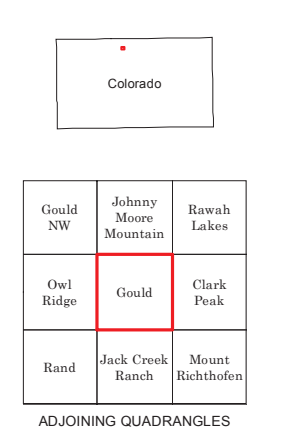 Colorado
Gould
NW
Johnny
Moore
Mountain
Rawah
Lakes
Owl
Ridge
Gould
Clark
Peak
Rand
Jack Creek
Ranch
Mount
Richthofen
ADJOINING QUADRANGLES